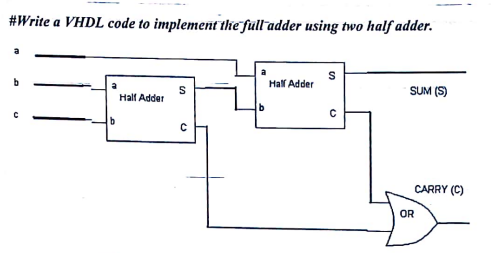 #Write a VHDL code to implement the full adder using two half adder.
a
a
S
Half Adder
SUM (S)
b
a
S
Half Adder
b
C
c
b
C
CARRY (C)
OR